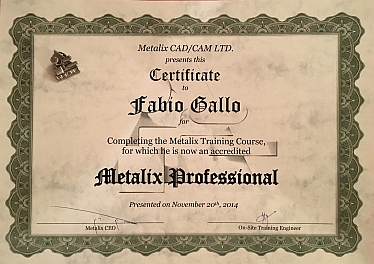 Metalix CAD/CAM LTD.
presents this
Certificate
to
Fabio Gallo
for
Completing the Metalix Training Course,
for which he is now an accredited
Metalix Professional
Presented on November 20th, 2014
Metalix CEO
On-Site Training Engineer